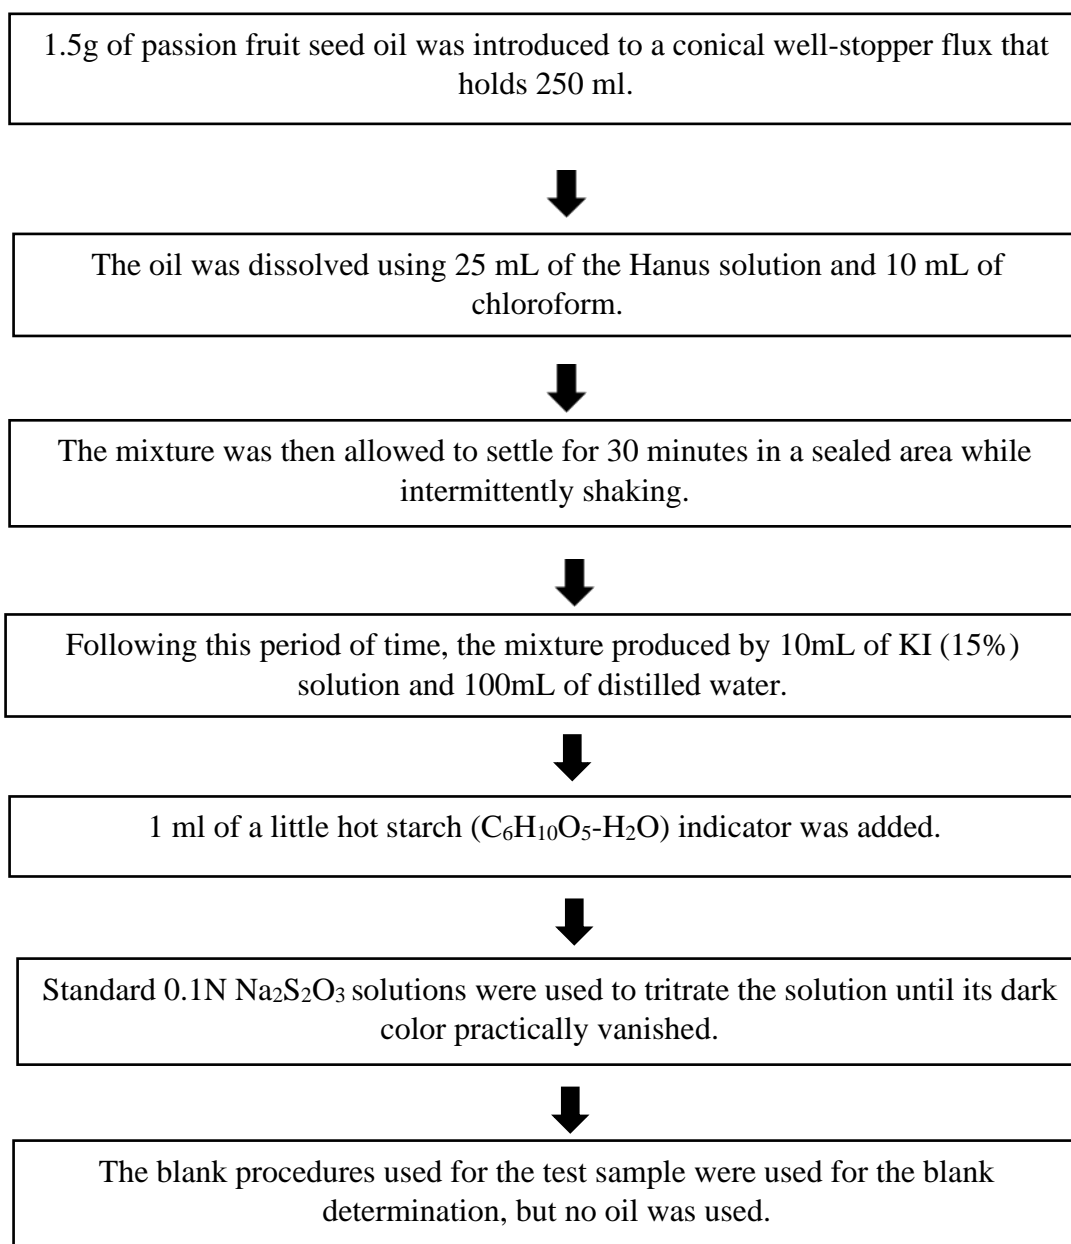 1.5g of passion fruit seed oil was introduced to a conical well-stopper flux that
holds 250 ml.
The oil was dissolved using 25 mL of the Hanus solution and 10 mL of
chloroform.
The mixture was then allowed to settle for 30 minutes in a sealed area while
intermittently shaking.
Following this period of time, the mixture produced by 10mL of KI (15%)
solution and 100mL of distilled water.
1 ml of a little hot starch (C₆H₁₀O₅-H₂O) indicator was added.
Standard 0.1N Na₂S₂O₃ solutions were used to tritrate the solution until its dark
color practically vanished.
The blank procedures used for the test sample were used for the blank
determination, but no oil was used.